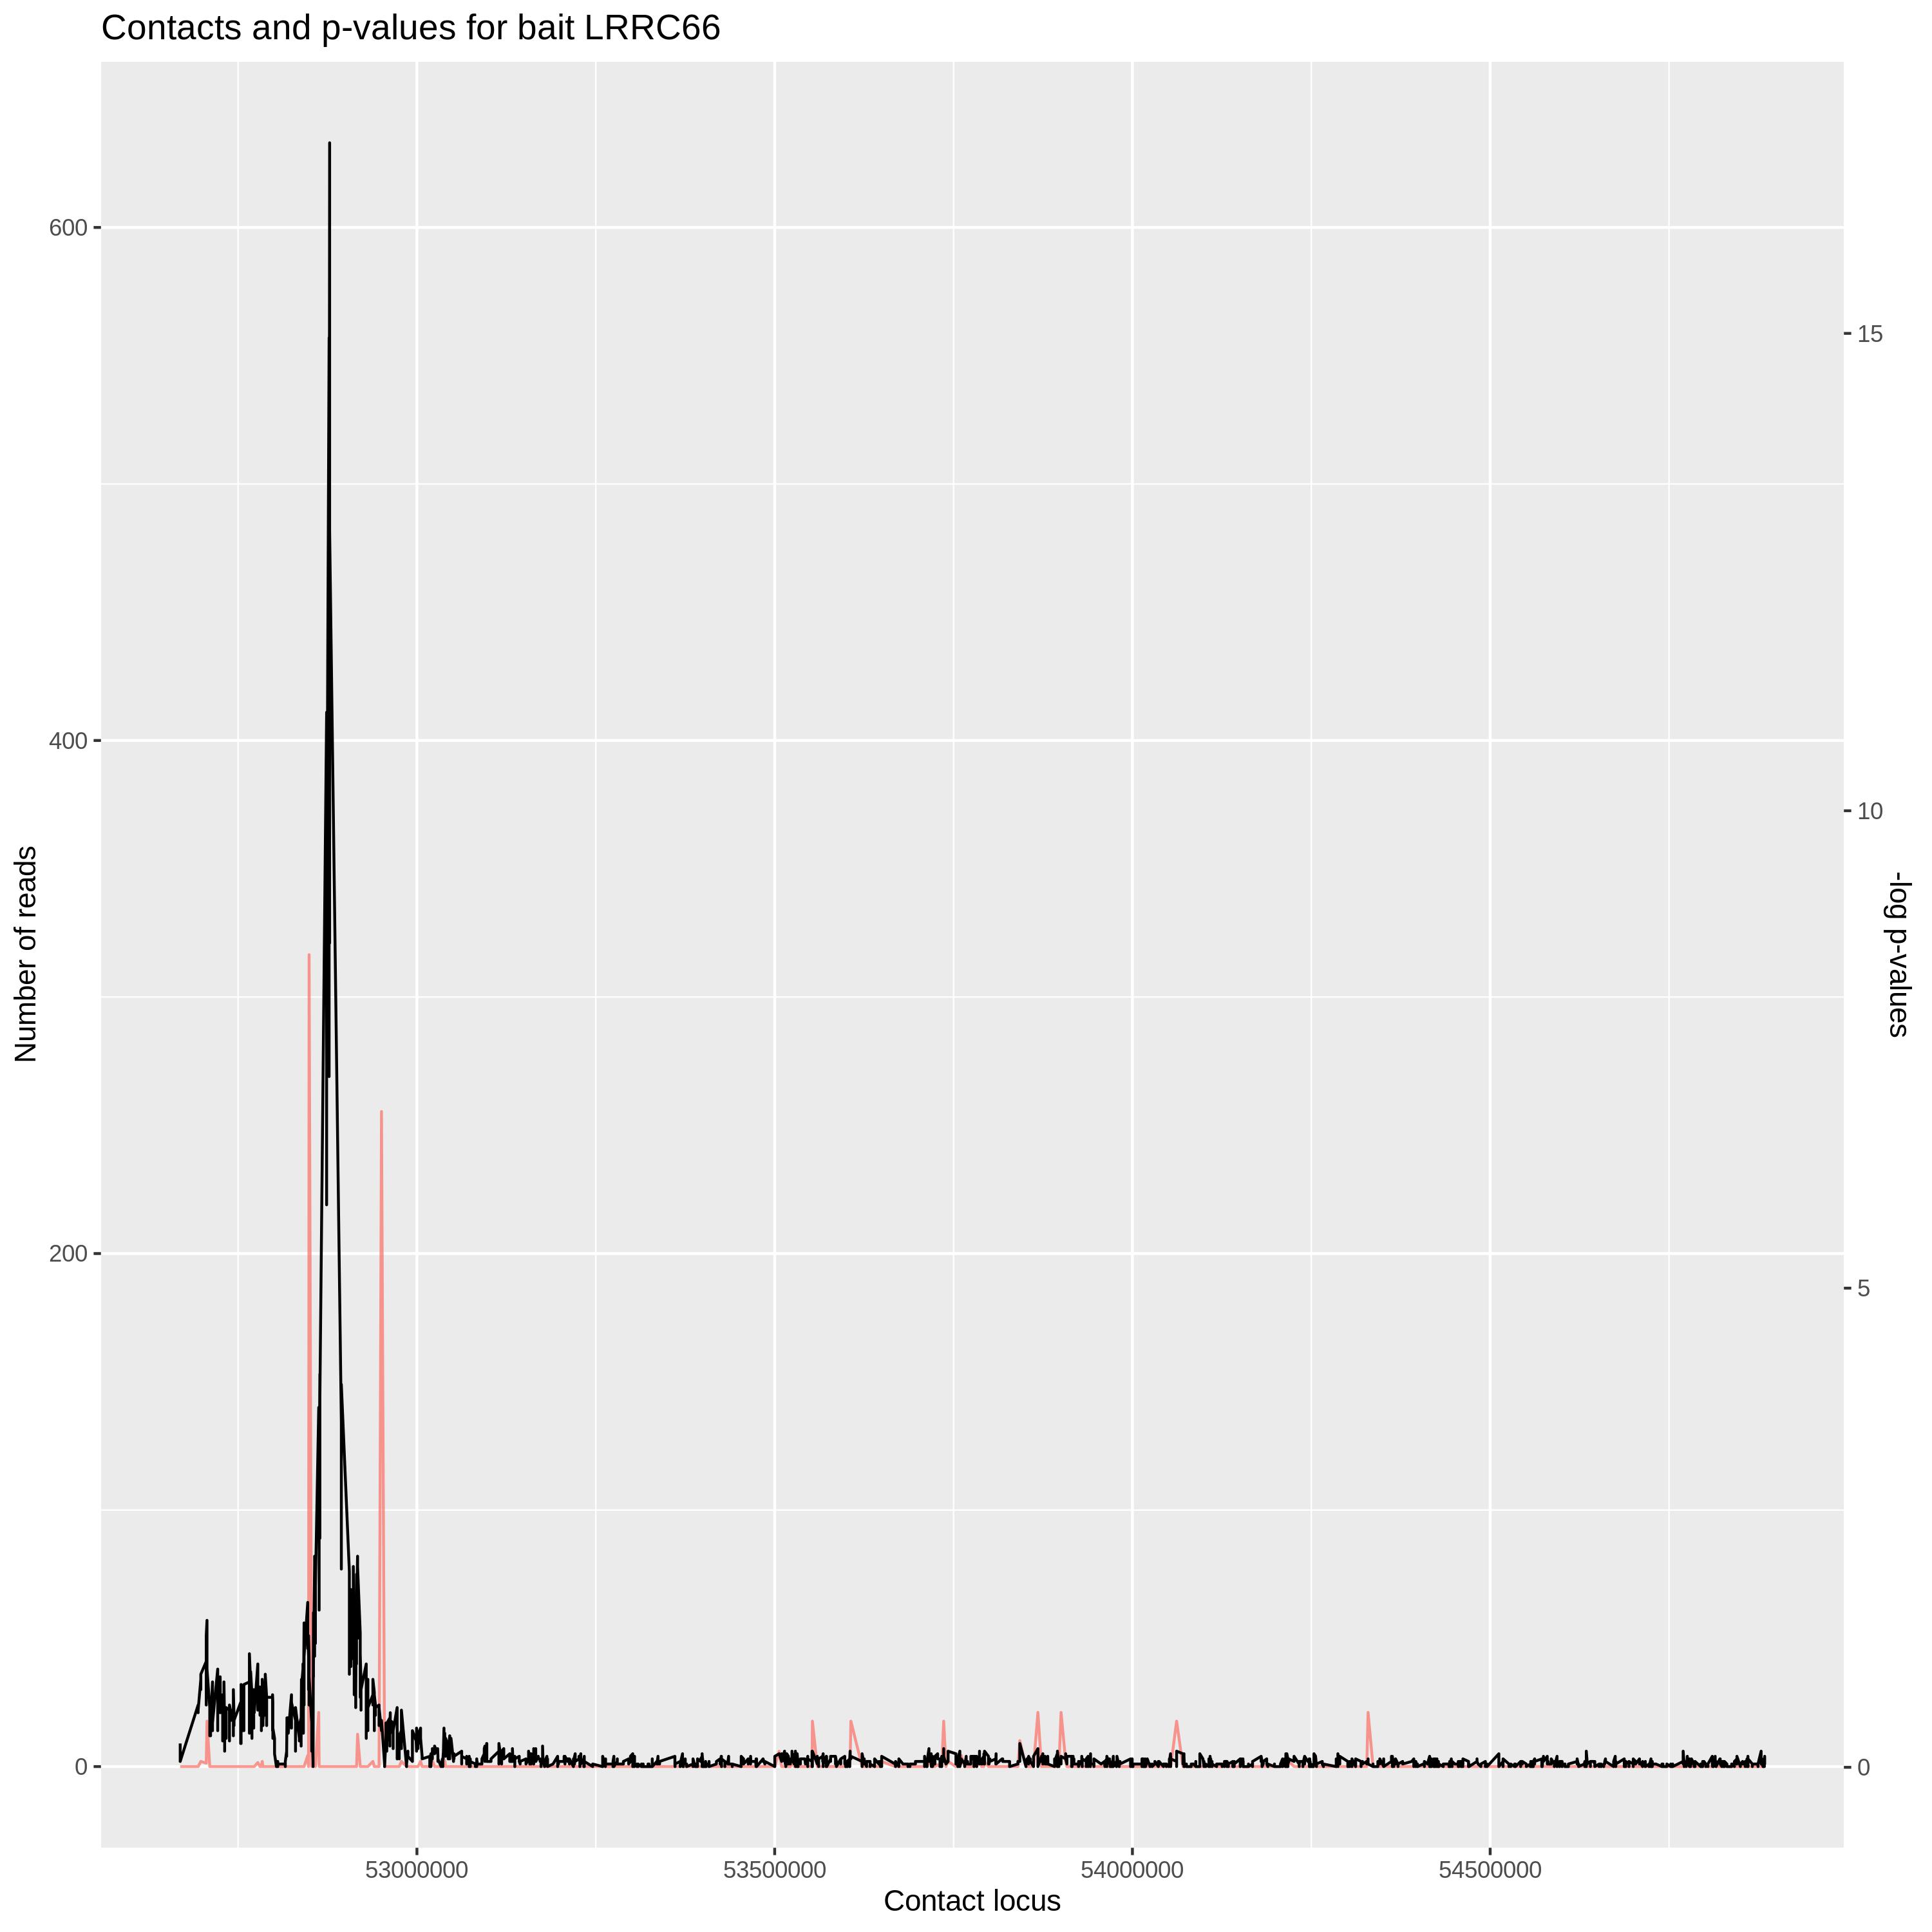 Contacts and p-values for bait LRRC66
600
400
200
0
15
10
5
0
Number of reads
-log p-values
53000000 53500000 54000000 54500000
Contact locus